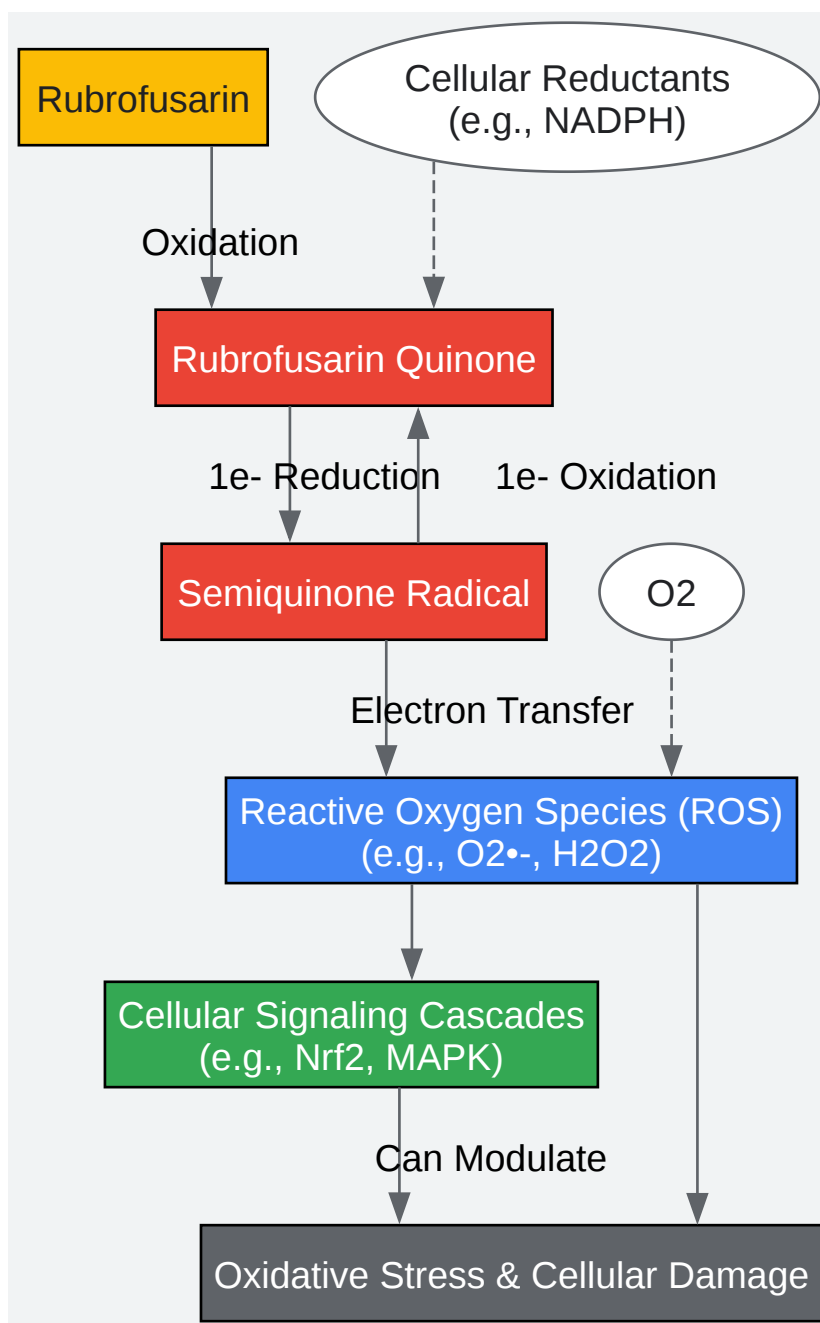 Rubrofusarin
Cellular Reductants
(e.g., NADPH)
Oxidation
Rubrofusarin Quinone
1e- Reduction
1e- Oxidation
Semiquinone Radical
O2
Electron Transfer
Reactive Oxygen Species (ROS)
(e.g., O2•-, H2O2)
Cellular Signaling Cascades
(e.g., Nrf2, MAPK)
Can Modulate
Oxidative Stress & Cellular Damage